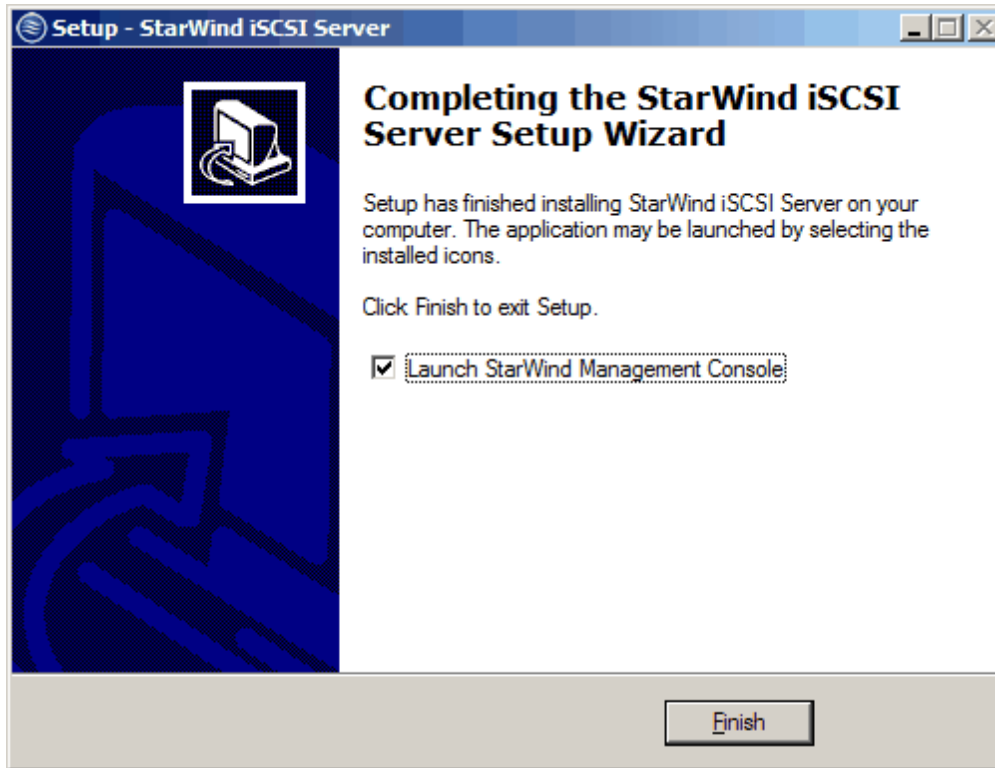 Setup - StarWind iSCSI Server
Completing the StarWind iSCSI
Server Setup Wizard
Setup has finished installing StarWind iSCSI Server on your
computer. The application may be launched by selecting the
installed icons.
Click Finish to exit Setup.
Launch StarWind Management Console
Finish